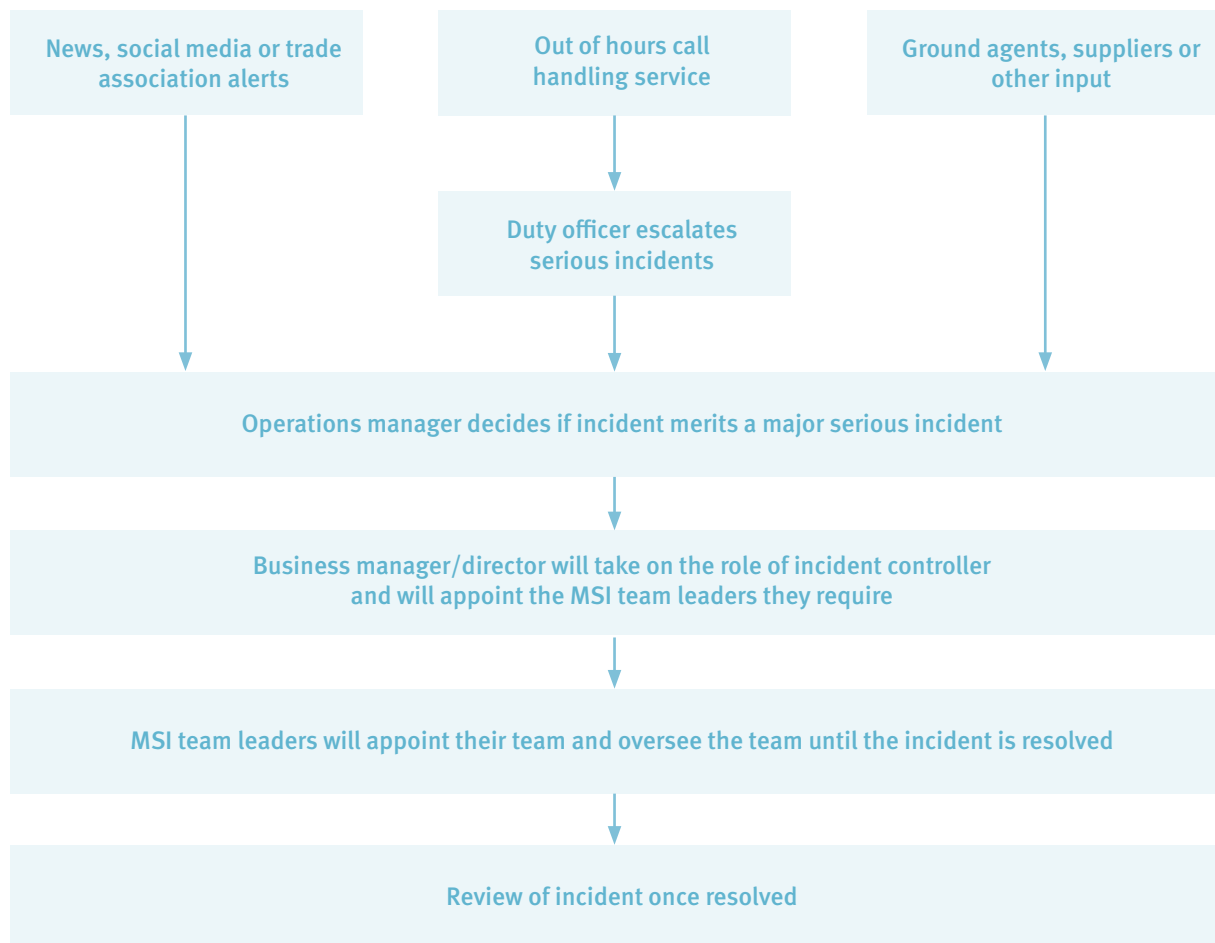 News, social media or trade
association alerts
Out of hours call
handling service
Ground agents, suppliers or
other input
Duty officer escalates
serious incidents
Operations manager decides if incident merits a major serious incident
Business manager/director will take on the role of incident controller
and will appoint the MSI team leaders they require
MSI team leaders will appoint their team and oversee the team until the incident is resolved
Review of incident once resolved